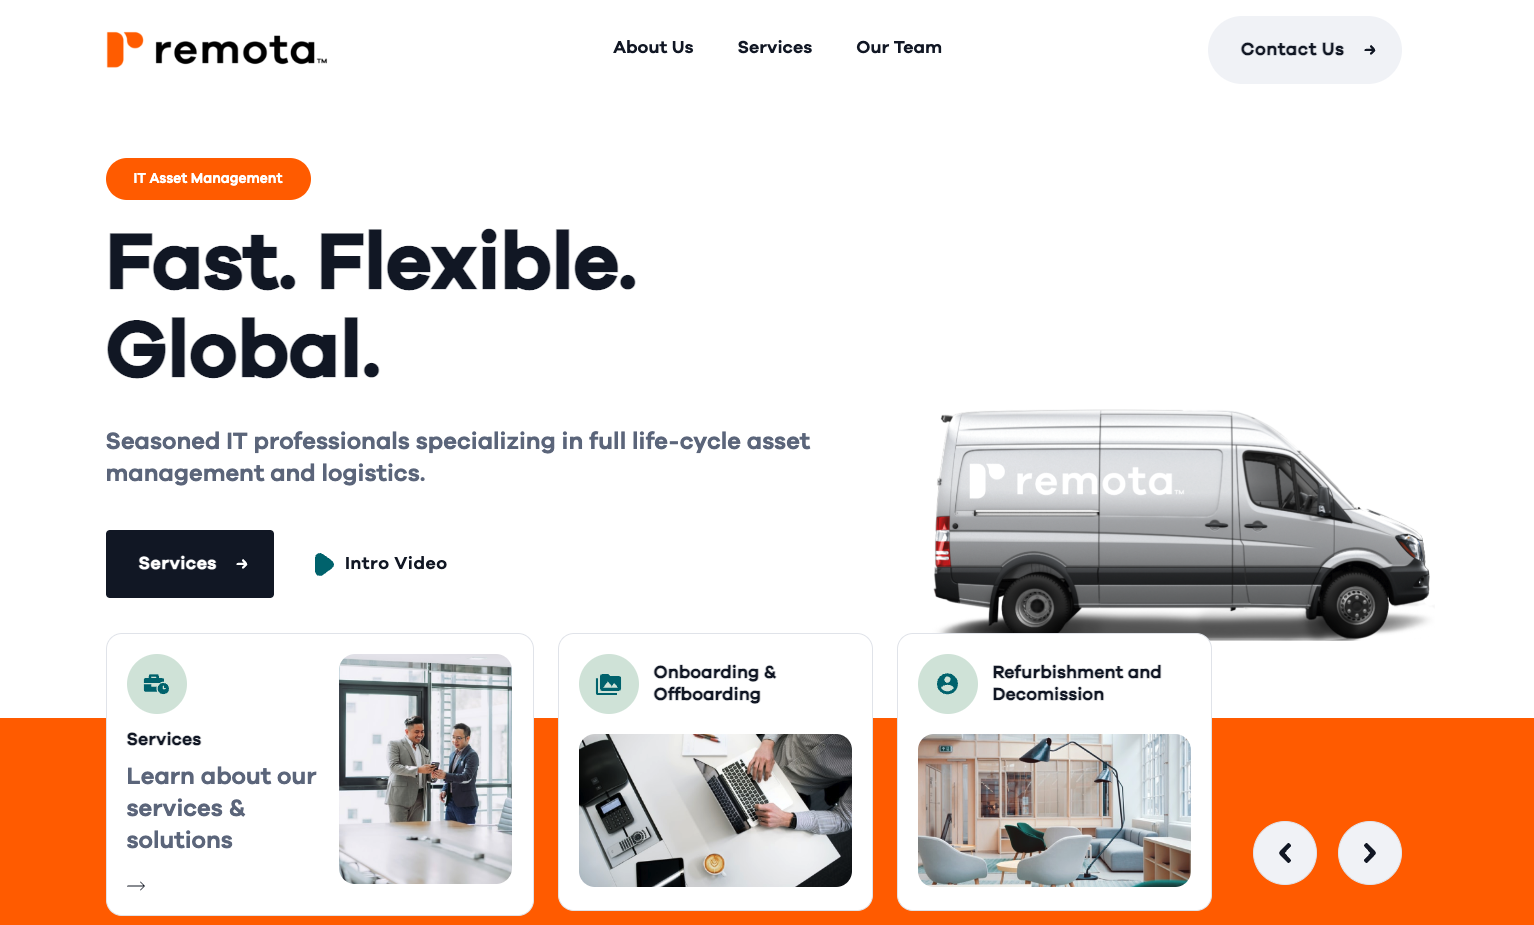 remota™
About Us
Services
Our Team
Contact Us
IT Asset Management
Fast. Flexible.
Global.
Seasoned IT professionals specializing in full life-cycle asset
management and logistics.
Services
Intro Video
remota™
Services
Learn about our
services &
solutions
Onboarding &
Offboarding
Refurbishment and
Decomission